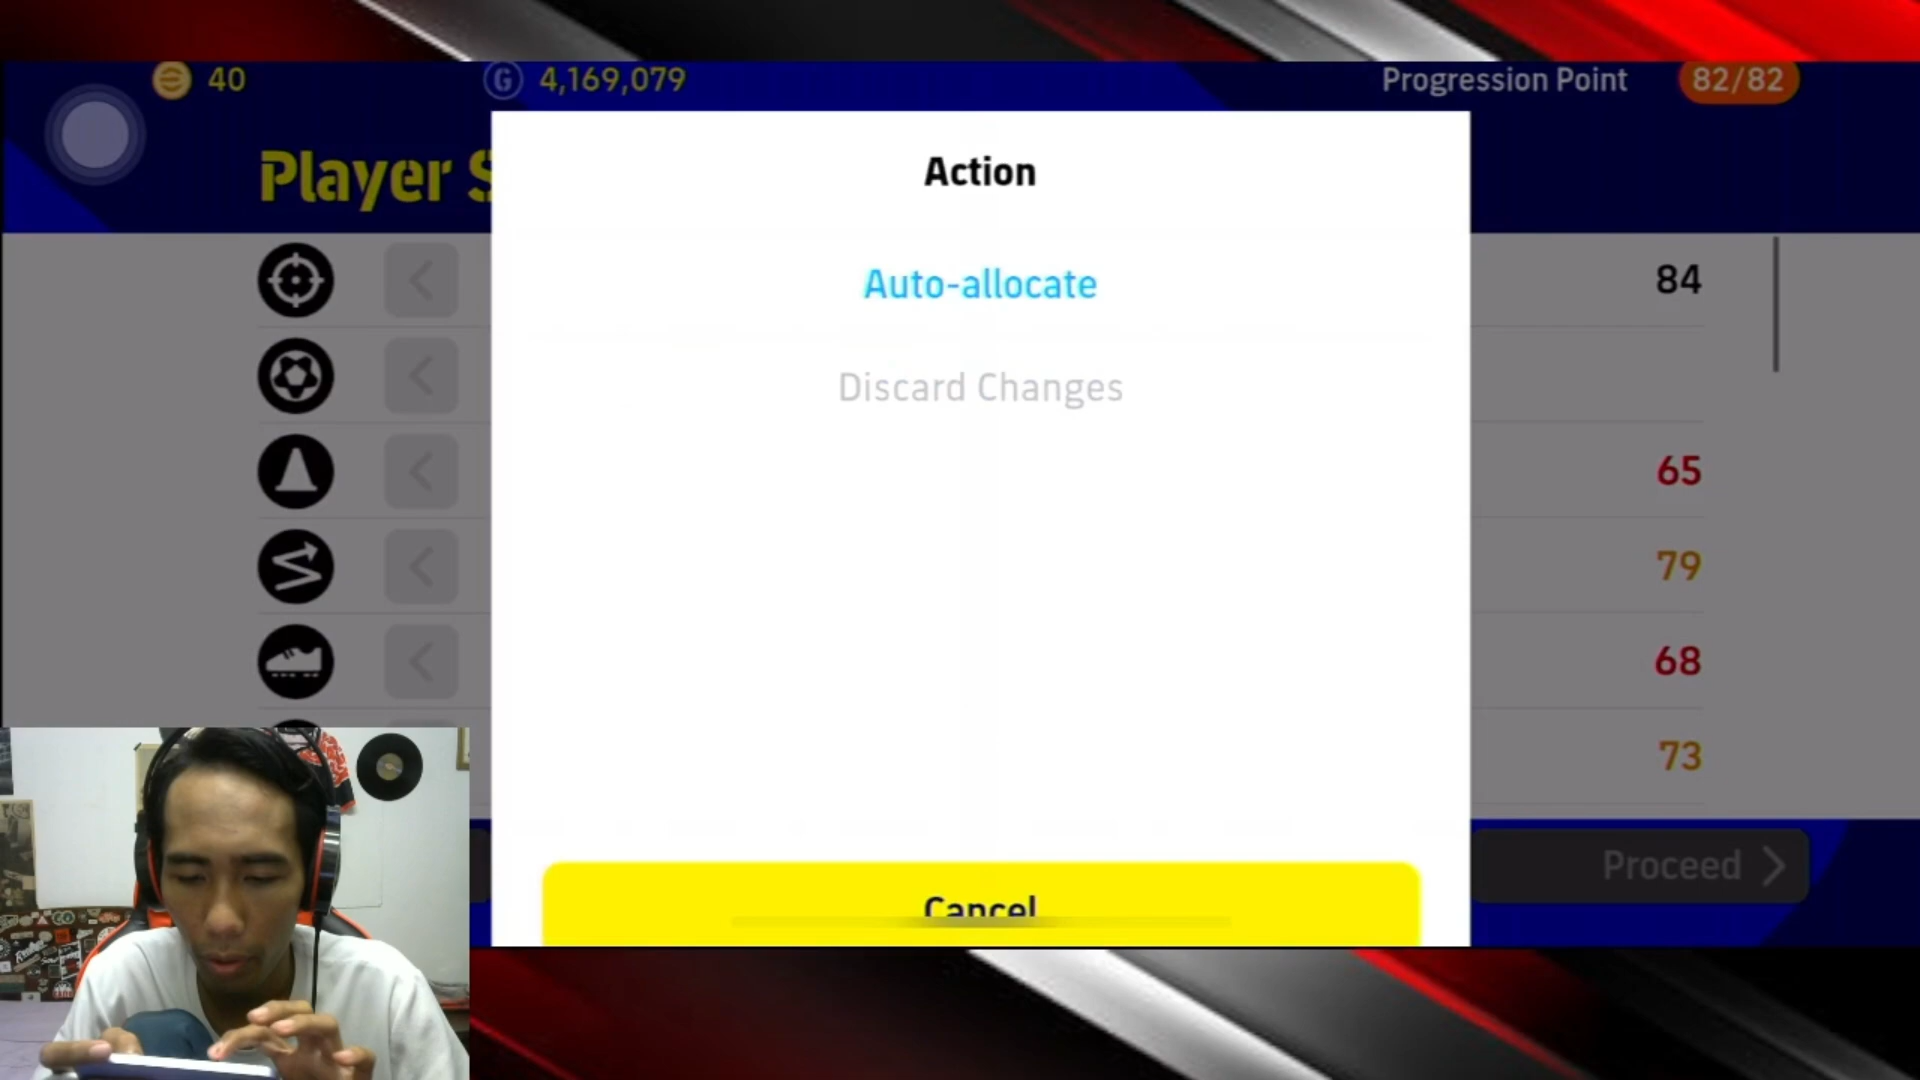 40
G 4,169,079
Progression Point 82/82
Player S
Action
Auto-allocate
Discard Changes
84
65
79
68
73
Cancel
Proceed